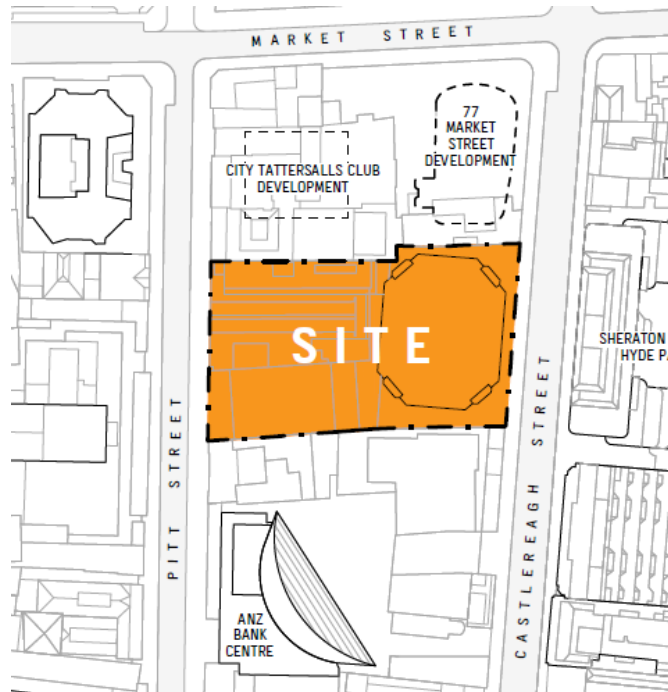 MARKET STREET
77
MARKET
STREET
DEVELOPMENT
CITY TATTERSALLS CLUB
DEVELOPMENT
SITE
SHERATON
HYDE
PITT STREET
CASTLEREAGH STREET
ANZ
BANK
CENTRE